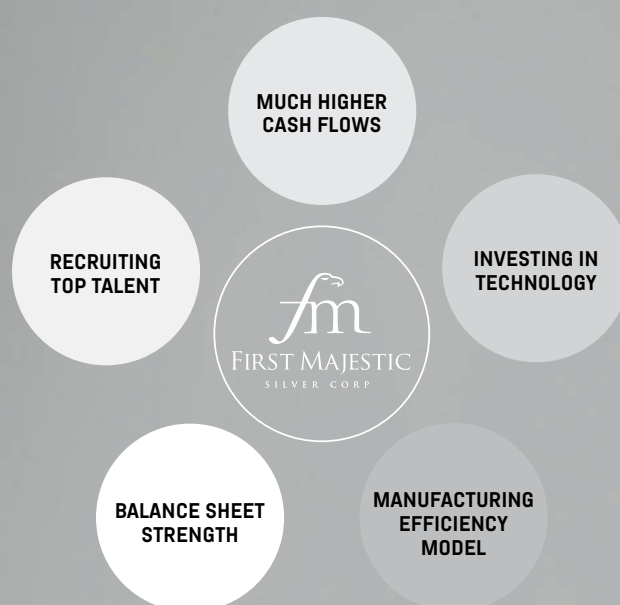 MUCH HIGHER
CASH FLOWS
RECRUITING
TOP TALENT
INVESTING IN
TECHNOLOGY
fm
FIRST MAJESTIC
SILVER CORP
BALANCE SHEET
STRENGTH
MANUFACTURING
EFFICIENCY
MODEL